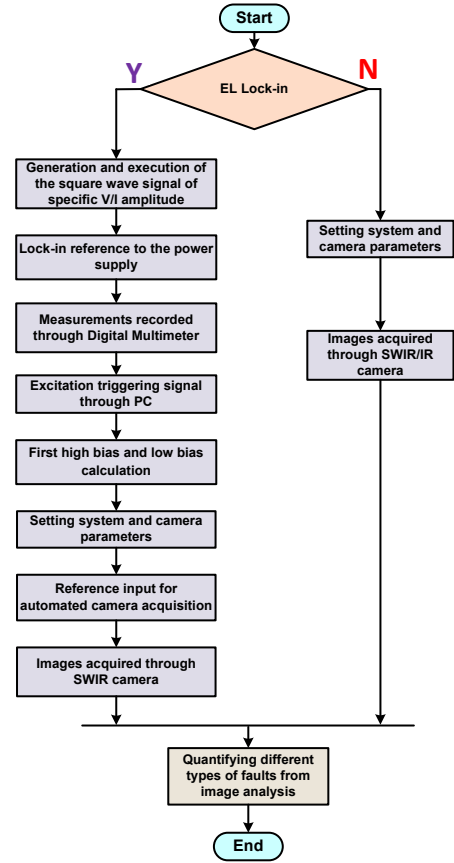 Start
Y
N
EL Lock-in
Generation and execution of
the square wave signal of
specific V/I amplitude
Lock-in reference to the power
supply
Measurements recorded
through Digital Multimeter
Excitation triggering signal
through PC
First high bias and low bias
calculation
Setting system and camera
parameters
Reference input for
automated camera acquisition
Images acquired through
SWIR camera
Setting system and
camera parameters
Images acquired
through SWIR/IR
camera
Quantifying different
types of faults from
image analysis
End